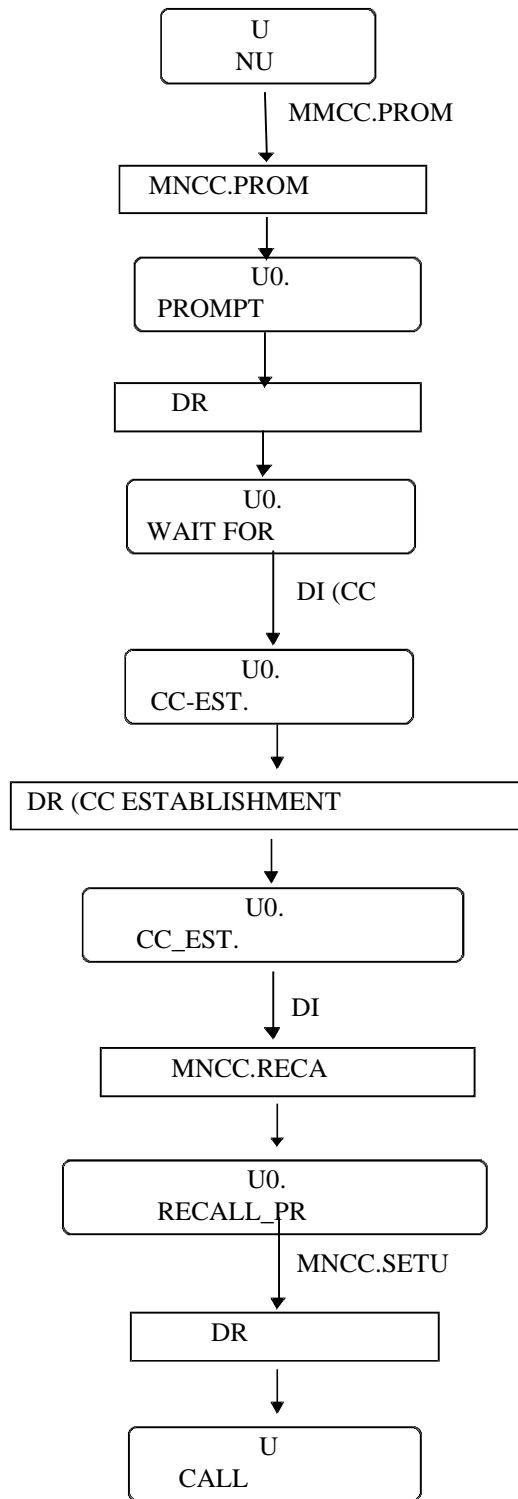 U
NU
MMCC.PROM
MNCC.PROM
U0.
PROMPT
DR
U0.
WAIT FOR
DI (CC
U0.
CC-EST.
DR (CC ESTABLISHMENT
U0.
CC_EST.
DI
MNCC.RECA
U0.
RECALL_PR
MNCC.SETU
DR
U
CALL